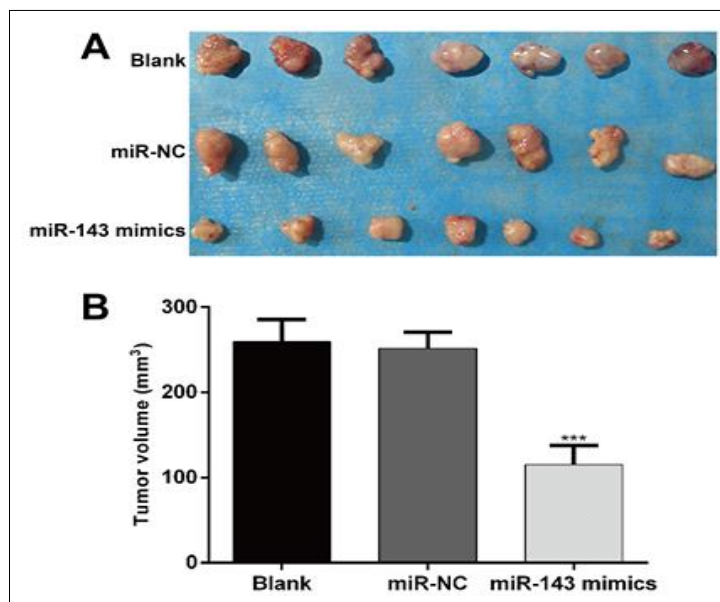 A
Blank
miR-NC
miR-143 mimics
B
Tumor volume (mm³)
300
200
100
0
***
Blank
miR-NC
miR-143 mimics